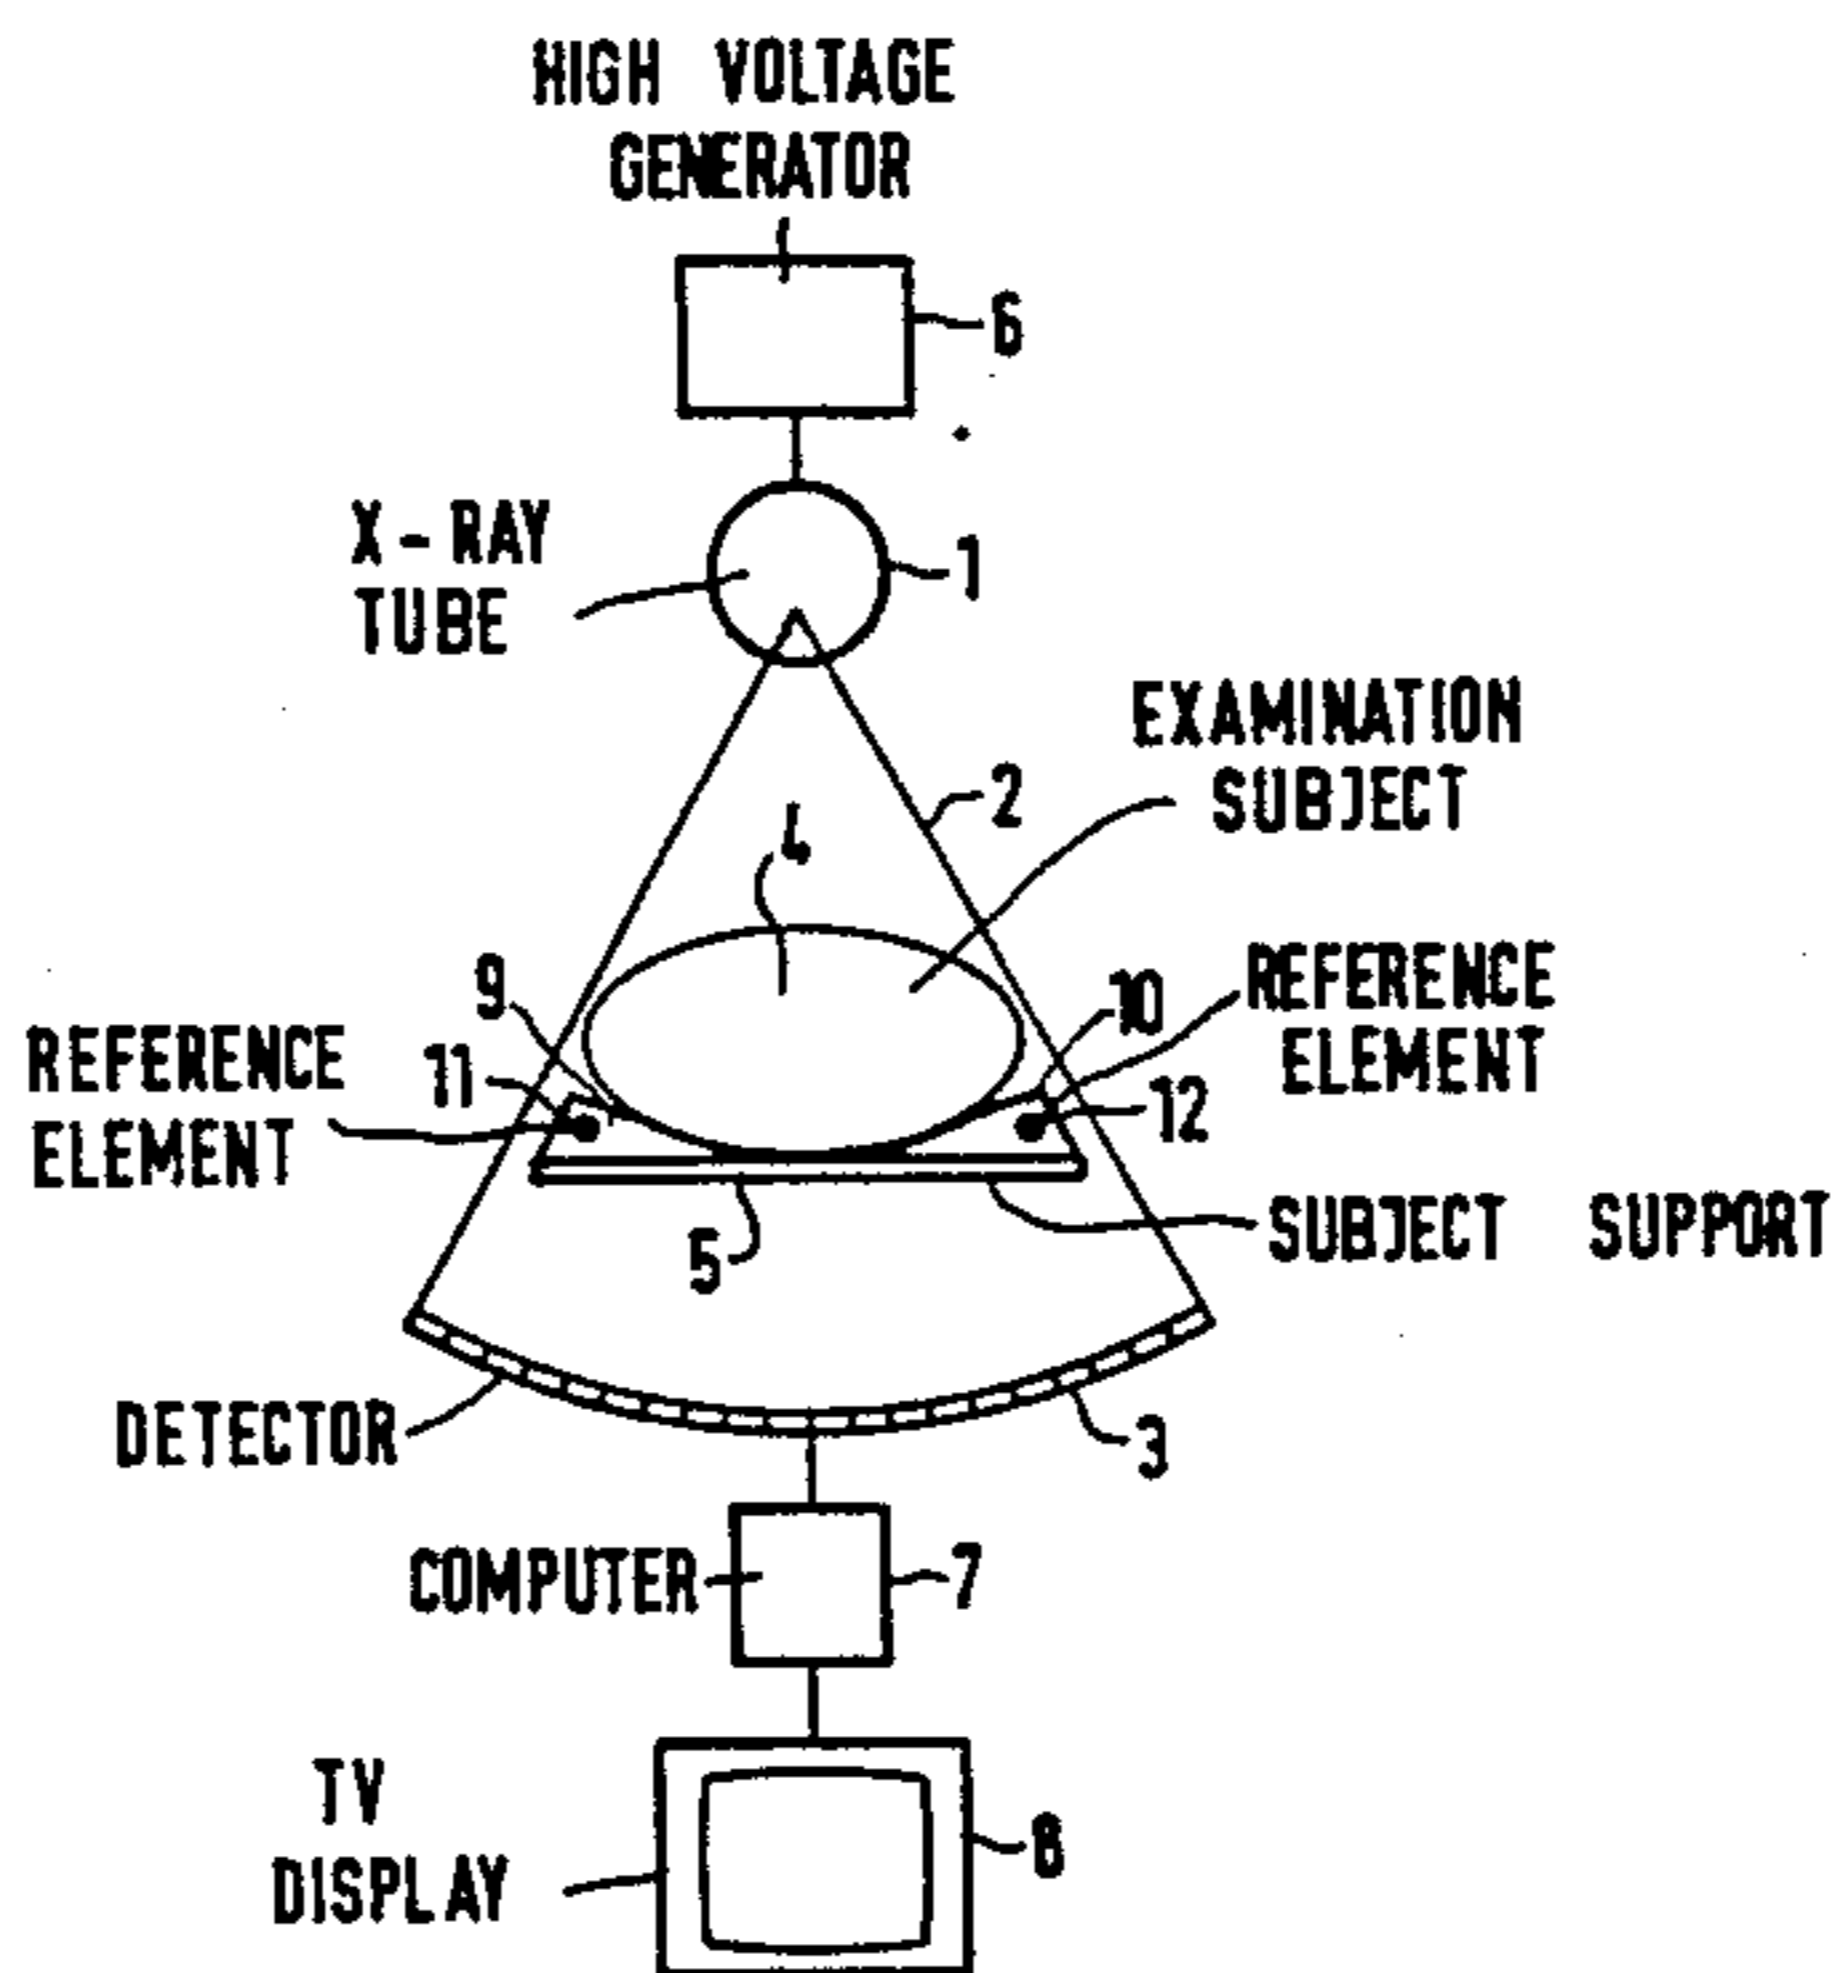 HIGH VOLTAGE
GENERATOR
6
X-RAY
TUBE
1
EXAMINATION
SUBJECT
2
4
9
10
REFERENCE
ELEMENT
REFERENCE
ELEMENT
11
12
5
SUBJECT SUPPORT
DETECTOR
3
COMPUTER
7
TV
DISPLAY
8